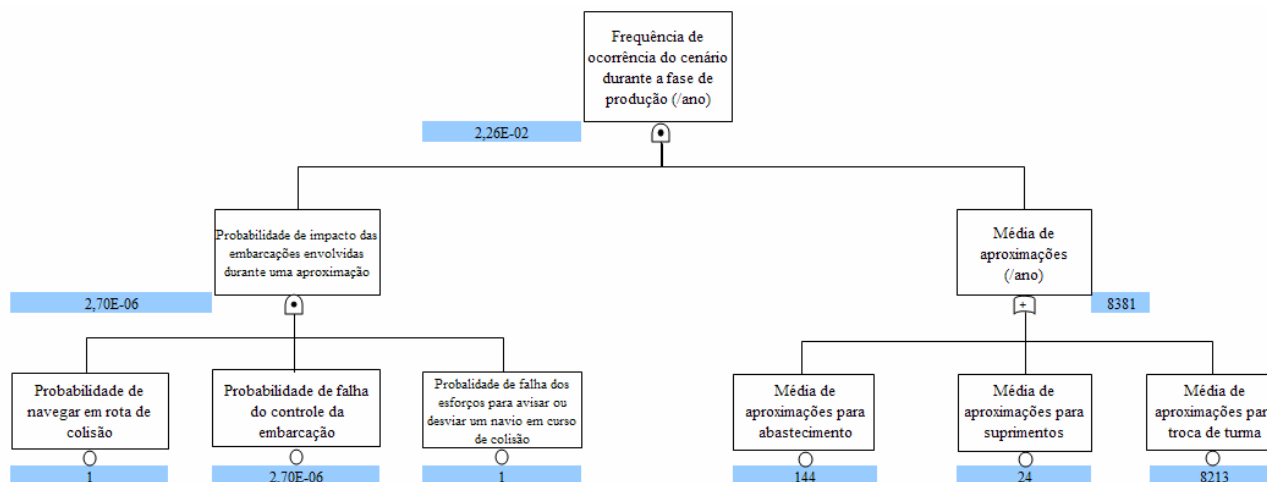 Frequência de
ocorrência do cenário
durante a fase de
produção (/ano)
2,26E-02
Probabilidade de impacto das
embarcações envolvidas
durante uma aproximação
2,70E-06
Média de
aproximações
(/ano)
8381
+
Probabilidade de
navegar em rota de
colisão
1
Probabilidade de falha
do controle da
embarcação
2,70E-06
Probalidade de falha dos
esforços para avisar ou
desviar um navio em curso
de colisão
1
Média de
aproximações para
abastecimento
144
Média de
aproximações para
suprimentos
24
Média de
aproximações par
troca de turma
8213